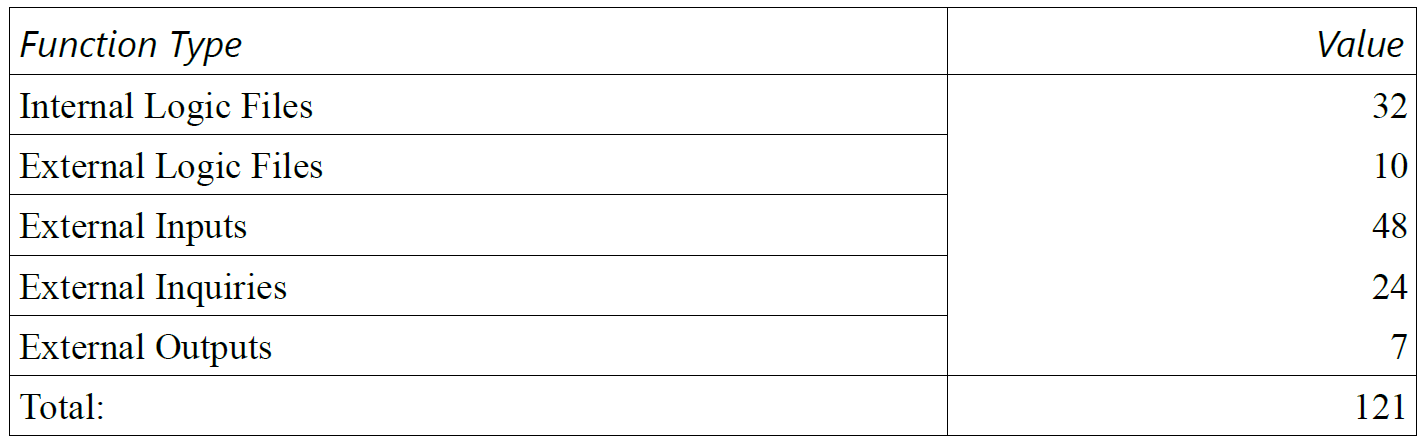 Function Type Value
Internal Logic Files 32
External Logic Files 10
External Inputs 48
External Inquiries 24
External Outputs 7
Total: 121